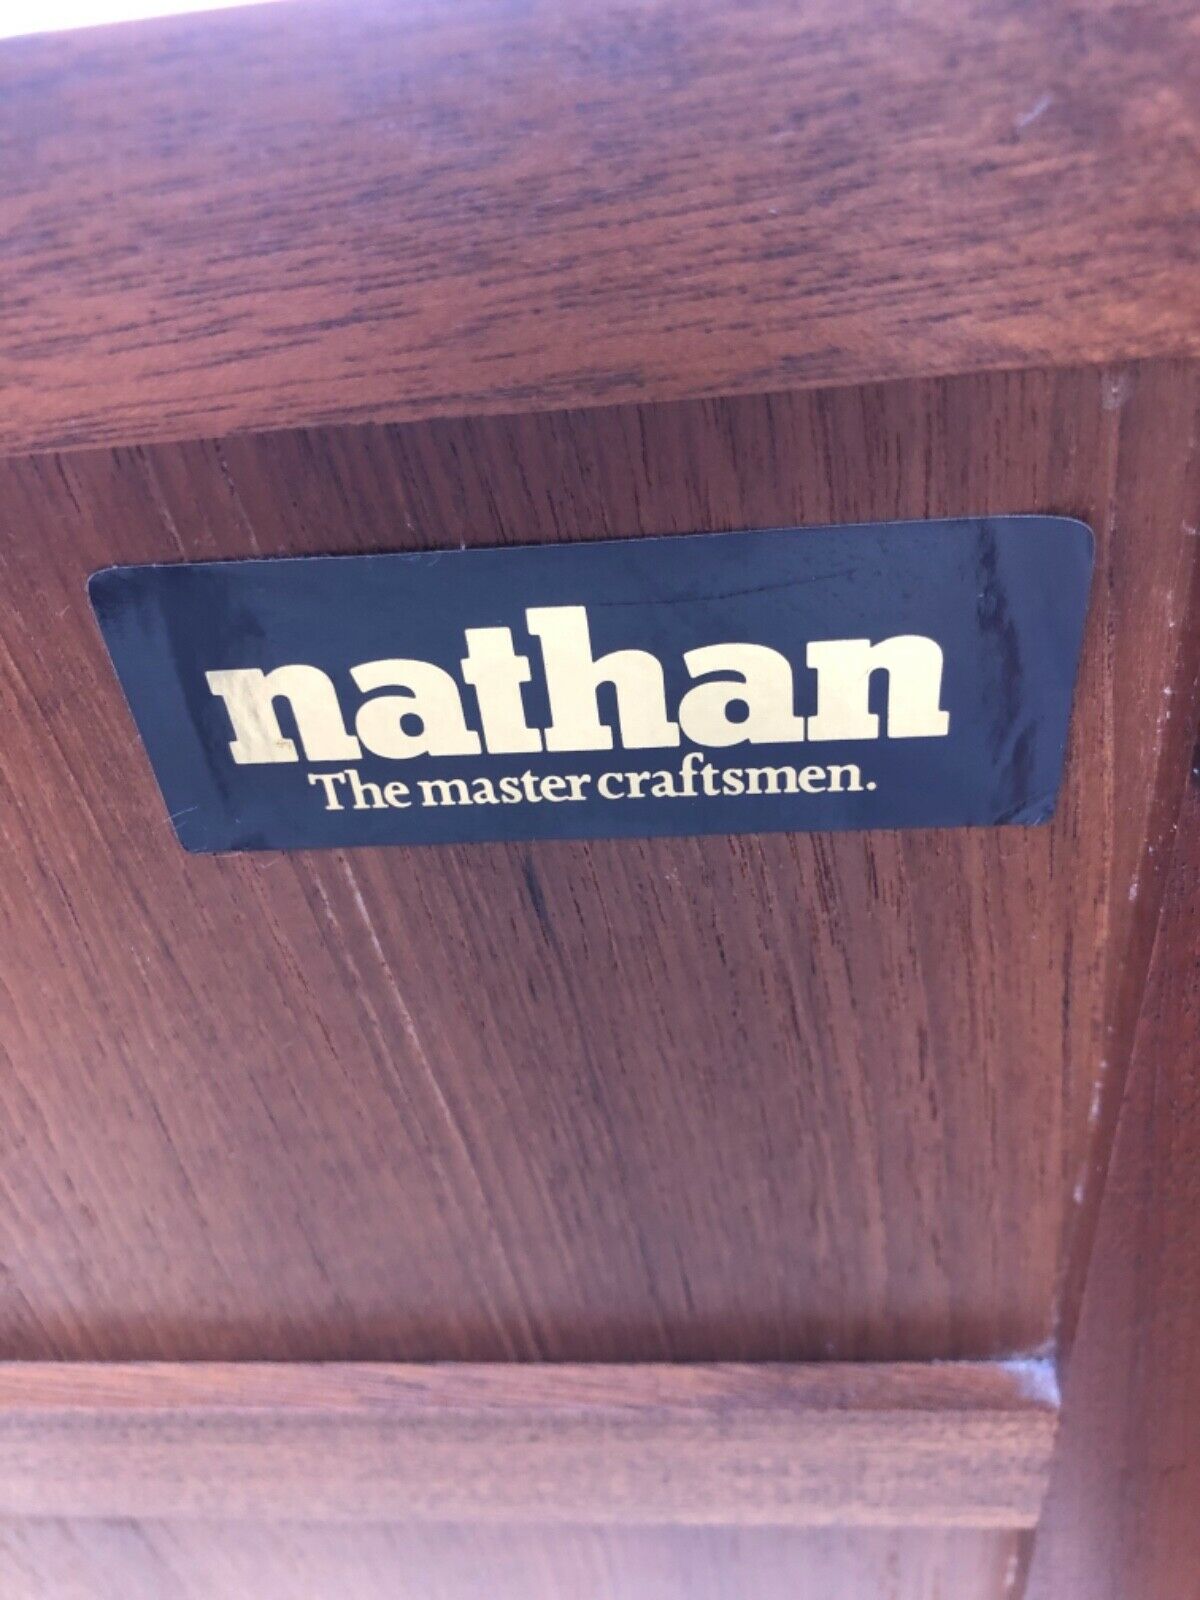 nathan
The master craftsmen.